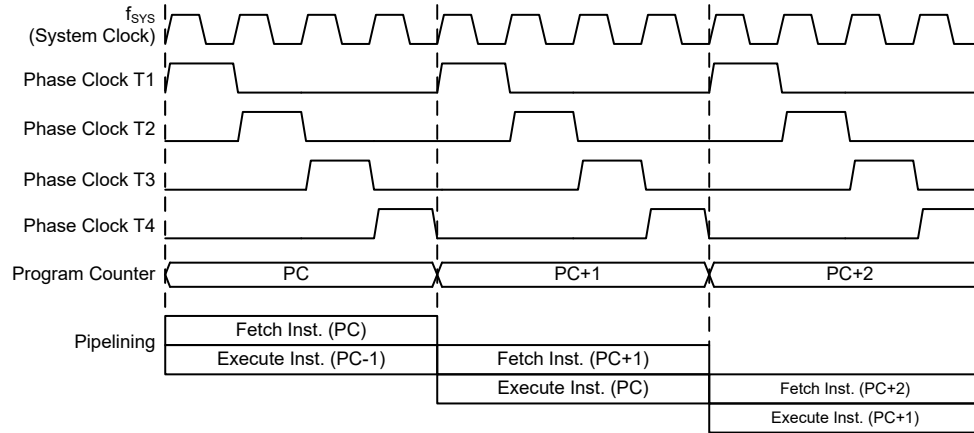 fSYS
(System Clock)
Phase Clock T1
Phase Clock T2
Phase Clock T3
Phase Clock T4
Program Counter PC PC+1 PC+2
Pipelining
Fetch Inst. (PC)
Execute Inst. (PC-1) Fetch Inst. (PC+1)
Execute Inst. (PC) Fetch Inst. (PC+2)
Execute Inst. (PC+1)